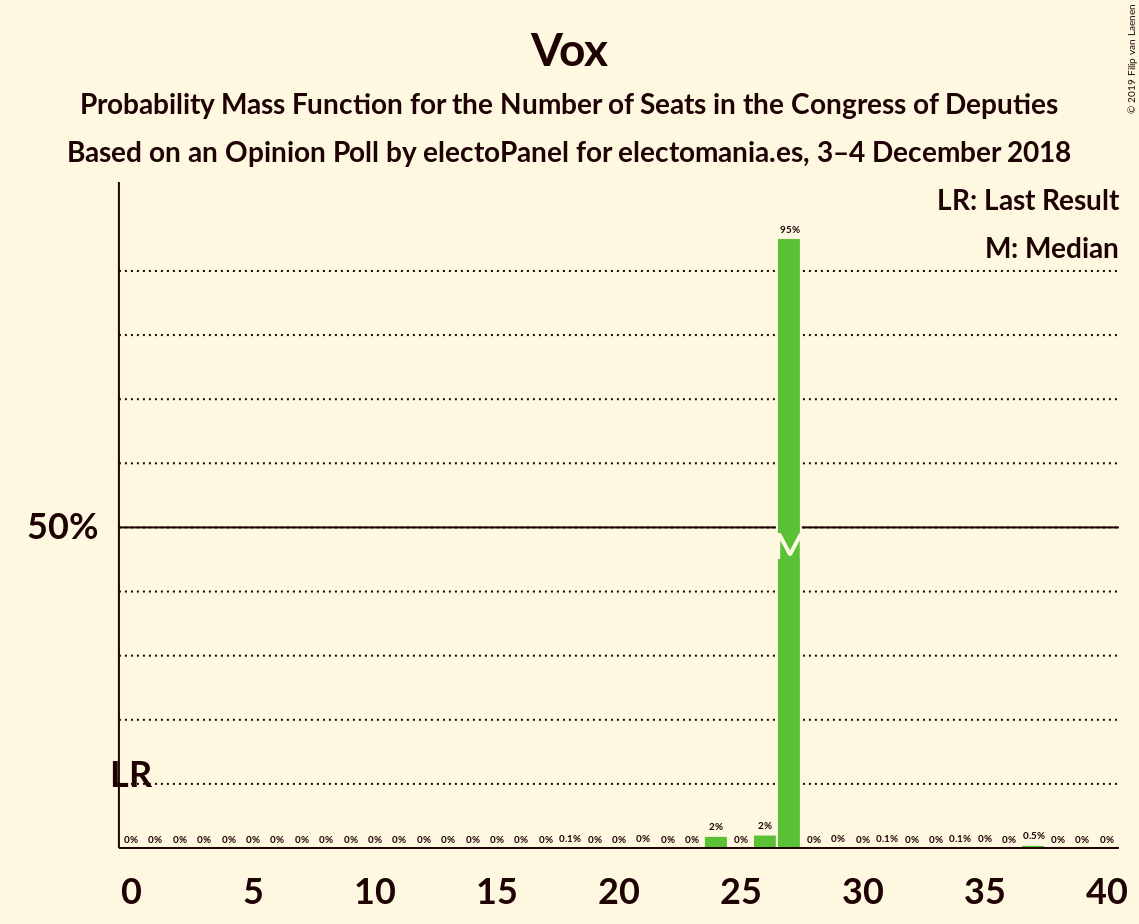 Vox
Probability Mass Function for the Number of Seats in the Congress of Deputies
Based on an Opinion Poll by electoPanel for electomania.es, 3–4 December 2018
© 2019 Filip van Laenen
LR: Last Result
M: Median
95%
50%
M
LR
0% 0% 0% 0% 0% 0% 0% 0% 0% 0% 0% 0% 0% 0% 0% 0% 0% 0% 0.1% 0% 0% 0% 0% 0% 2% 0% 2% 0% 0% 0% 0.1% 0% 0% 0.1% 0% 0% 0.5% 0% 0% 0%
0 5 10 15 20 25 30 35 40